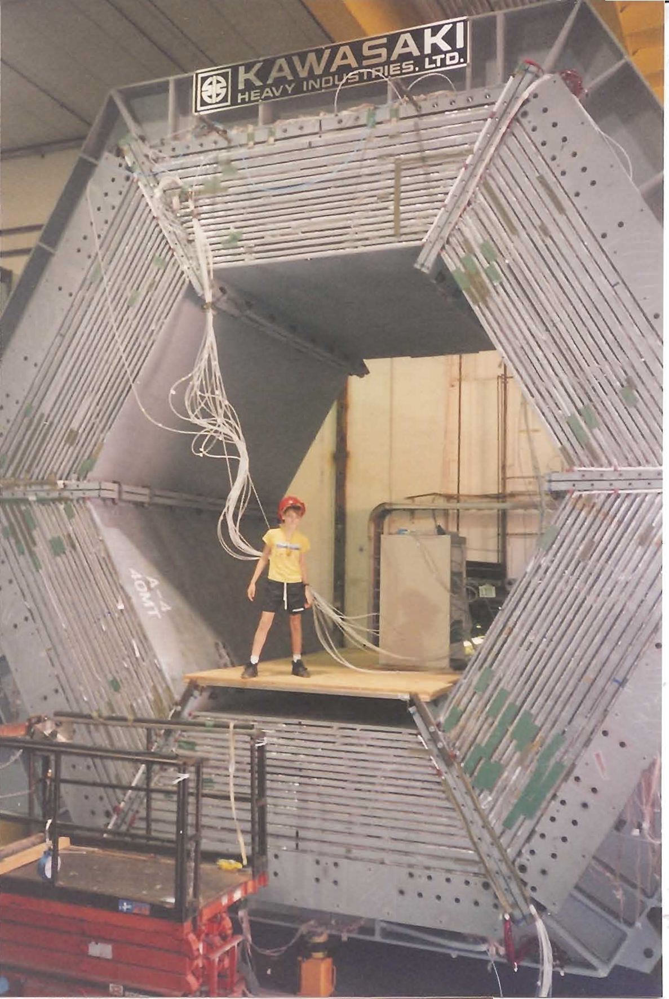 KAWASAKI
HEAVY INDUSTRIES, LTD.
A-4
40MT